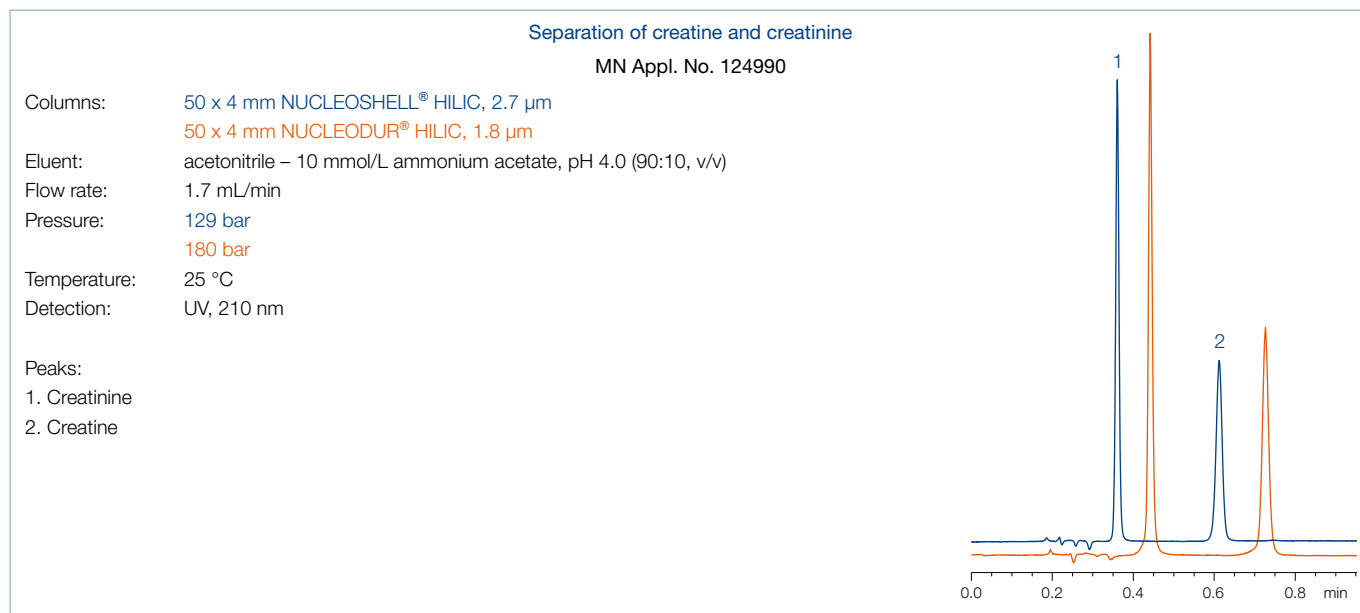 Separation of creatine and creatinine
MN Appl. No. 124990
Columns: 50 x 4 mm NUCLEOSHELL® HILIC, 2.7 µm
50 x 4 mm NUCLEODUR® HILIC, 1.8 µm
Eluent: acetonitrile – 10 mmol/L ammonium acetate, pH 4.0 (90:10, v/v)
Flow rate: 1.7 mL/min
Pressure: 129 bar
180 bar
Temperature: 25 °C
Detection: UV, 210 nm
Peaks:
1. Creatinine
2. Creatine
1
2
0.0 0.2 0.4 0.6 0.8 min